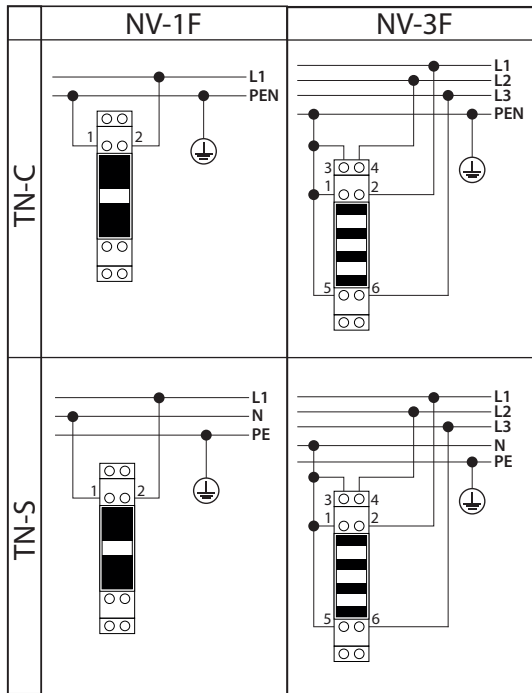 NV-1F
NV-3F
TN-C
L1
PEN
1 2
L1
L2
L3
PEN
3 4
1 2
5 6
TN-S
L1
N
PE
1 2
L1
L2
L3
N
PE
3 4
1 2
5 6